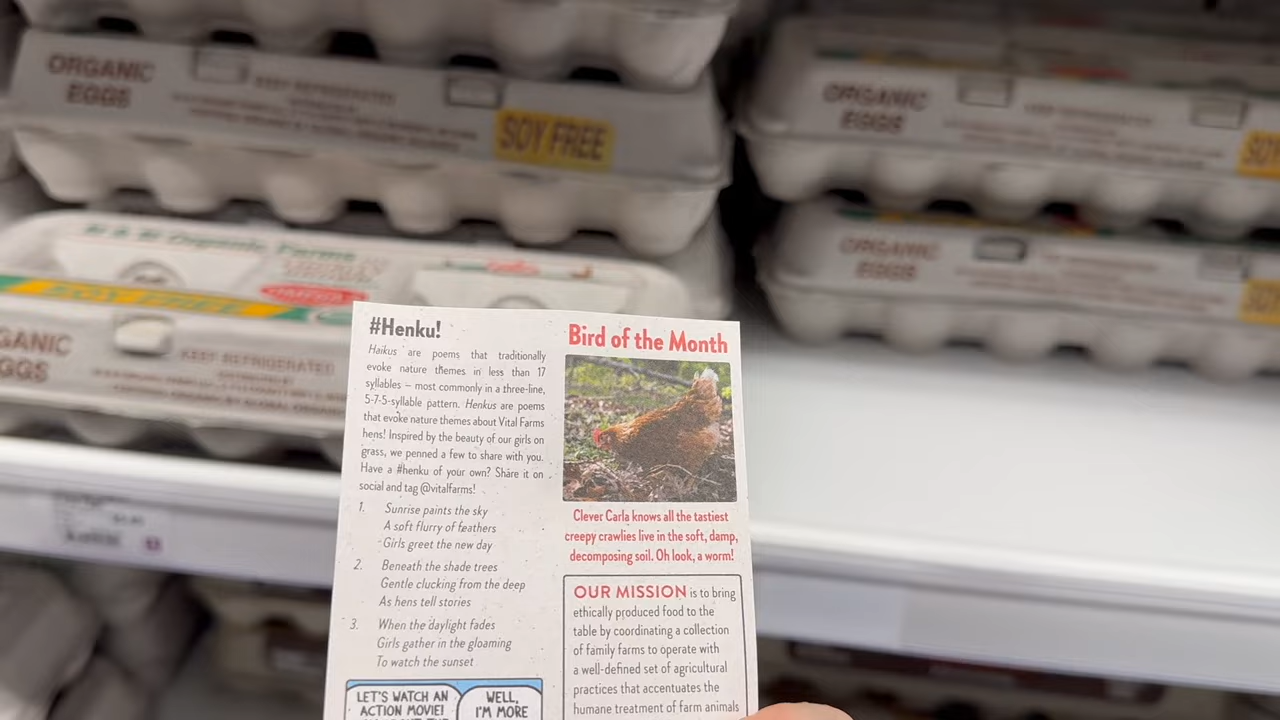 ORGANIC
EGGS
KEEP REFRIGERATED
SOY FREE
ORGANIC
EGGS
ORGANIC
EGGS
SOY FREE
KEEP REFRIGERATED
#Henku!
Haikus are poems that traditionally
evoke nature themes in less than 17
syllables – most commonly in a three-line,
5-7-5-syllable pattern. Henkus are poems
that evoke nature themes about Vital Farms
hens! Inspired by the beauty of our girls on
grass, we penned a few to share with you.
Have a #henku of your own? Share it on
social and tag @vitalfarms!
1. Sunrise paints the sky
A soft flurry of feathers
Girls greet the new day
2. Beneath the shade trees
Gentle clucking from the deep
As hens tell stories
3. When the daylight fades
Girls gather in the gloaming
To watch the sunset
LET'S WATCH AN
ACTION MOVIE!
WELL,
I'M MORE
Bird of the Month
Clever Carla knows all the tastiest
creepy crawlies live in the soft, damp,
decomposing soil. Oh look, a worm!
OUR MISSION is to bring
ethically produced food to the
table by coordinating a collection
of family farms to operate with
a well-defined set of agricultural
practices that accentuates the
humane treatment of farm animals